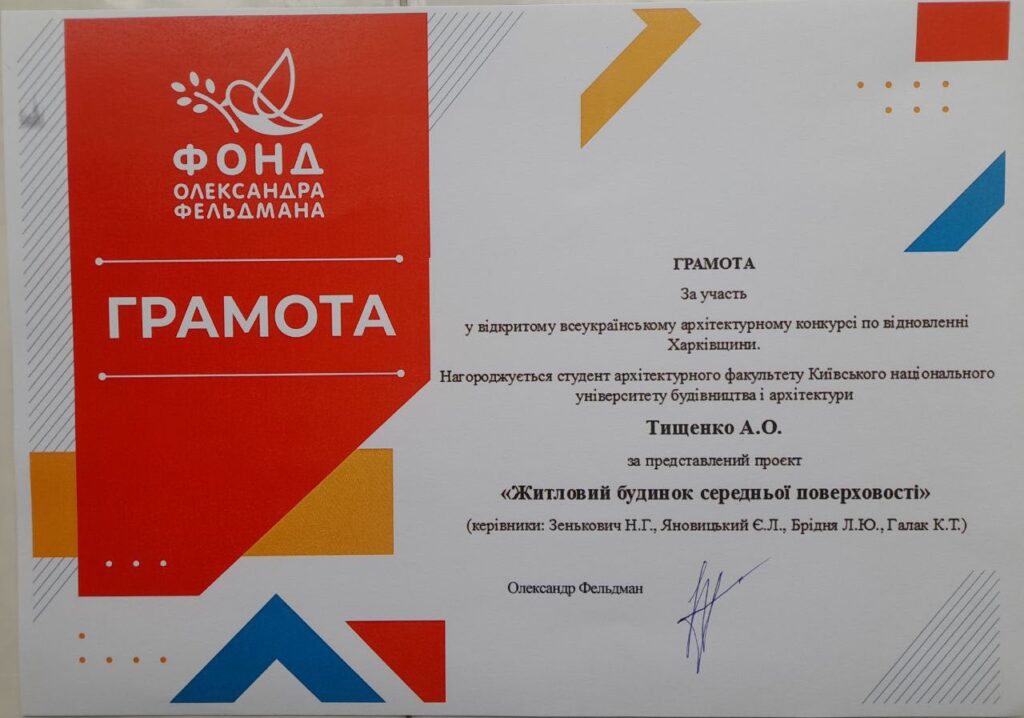 ФОНД
ОЛЕКСАНДРА
ФЕЛЬДМАНА
ГРАМОТА
ГРАМОТА
За участь
у відкритому всеукраїнському архітектурному конкурсі по відновленні
Харківщини.
Нагороджується студент архітектурного факультету Київського національного
університету будівництва і архітектури
Тищенко А.О.
за представлений проєкт
«Житловий будинок середньої поверховості»
(керівники: Зенькович Н.Г., Яновицький Є.Л., Брідня Л.Ю., Галак К.Т.)
Олександр Фельдман